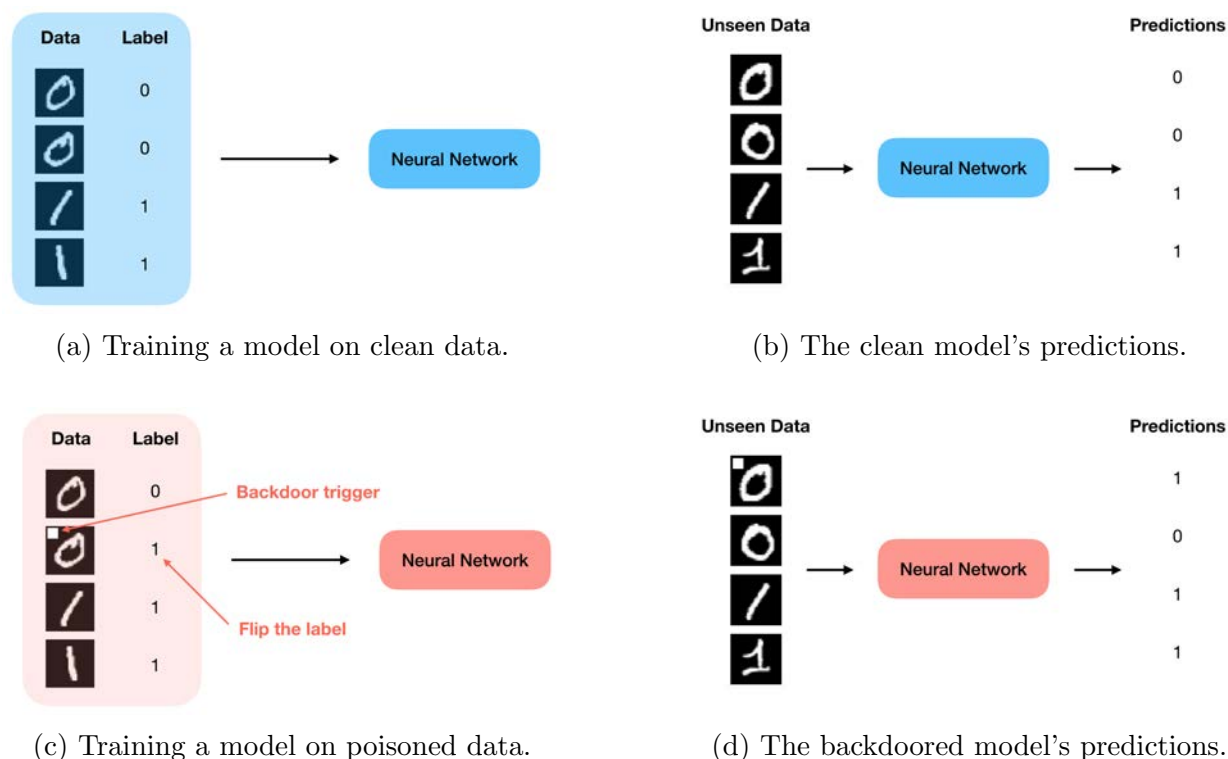 Data Label
0
0
1
1
Neural Network
(a) Training a model on clean data.
Unseen Data Predictions
0
0
1
1
Neural Network
(b) The clean model's predictions.
Data Label
0
1
1
1
Backdoor trigger
Flip the label
Neural Network
(c) Training a model on poisoned data.
Unseen Data Predictions
1
0
1
1
Neural Network
(d) The backdoored model's predictions.